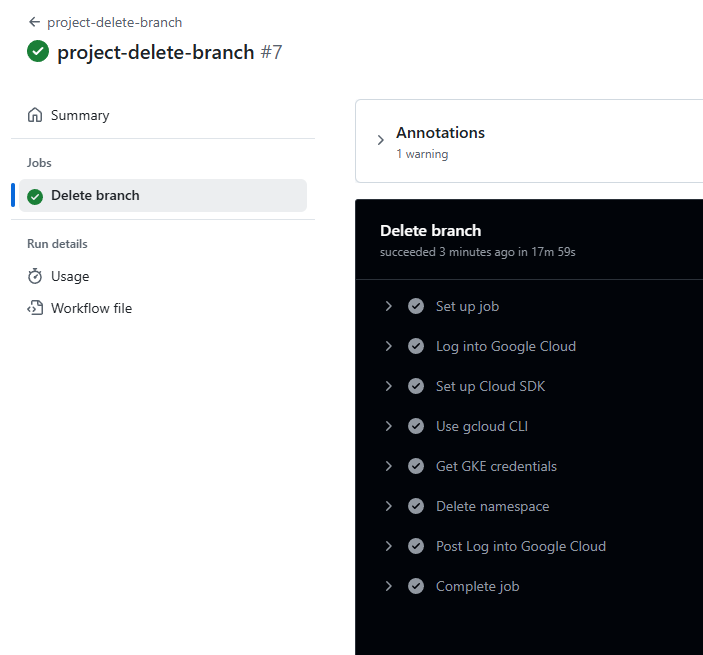 project-delete-branch
project-delete-branch #7
Summary
Jobs
Delete branch
Run details
Usage
Workflow file
Annotations
1 warning
Delete branch
succeeded 3 minutes ago in 17m 59s
Set up job
Log into Google Cloud
Set up Cloud SDK
Use gcloud CLI
Get GKE credentials
Delete namespace
Post Log into Google Cloud
Complete job